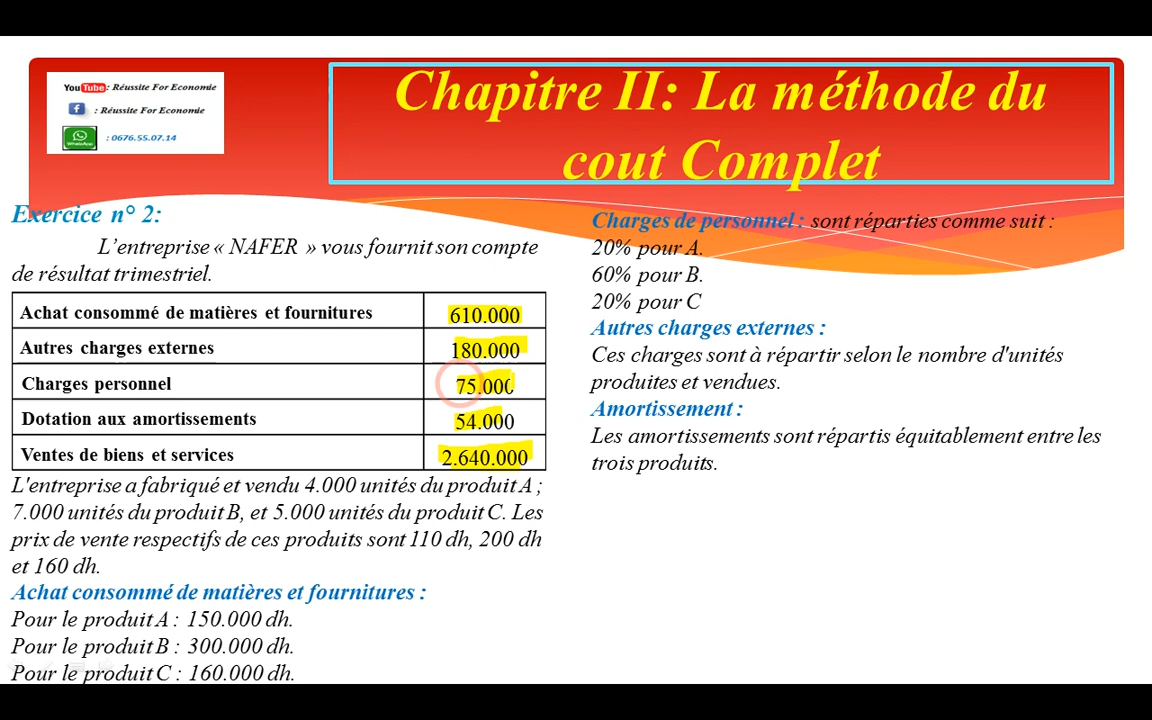 YouTube : Réussite For Economie
: Réussite For Economie
WhatsApp : 0676.55.07.14
Chapitre II: La méthode du
cout Complet
Exercice n° 2:
L’entreprise « NAFER » vous fournit son compte
de résultat trimestriel.
Achat consommé de matières et fournitures 610.000
Autres charges externes 180.000
Charges personnel 75.000
Dotation aux amortissements 54.000
Ventes de biens et services 2.640.000
L'entreprise a fabriqué et vendu 4.000 unités du produit A ;
7.000 unités du produit B, et 5.000 unités du produit C. Les
prix de vente respectifs de ces produits sont 110 dh, 200 dh
et 160 dh.
Achat consommé de matières et fournitures :
Pour le produit A : 150.000 dh.
Pour le produit B : 300.000 dh.
Pour le produit C : 160.000 dh.
Charges de personnel : sont réparties comme suit :
20% pour A.
60% pour B.
20% pour C
Autres charges externes :
Ces charges sont à répartir selon le nombre d'unités
produites et vendues.
Amortissement :
Les amortissements sont répartis équitablement entre les
trois produits.